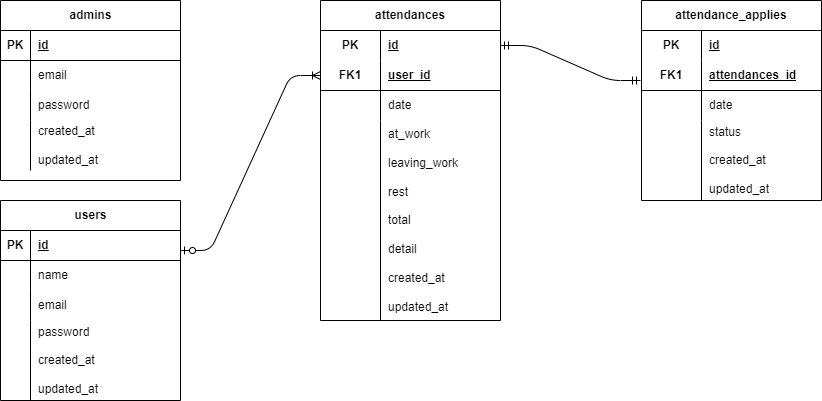 admins
PK id
email
password
created_at
updated_at
users
PK id
name
email
password
created_at
updated_at
attendances
PK id
FK1 user_id
date
at_work
leaving_work
rest
total
detail
created_at
updated_at
attendance_applies
PK id
FK1 attendances_id
date
status
created_at
updated_at